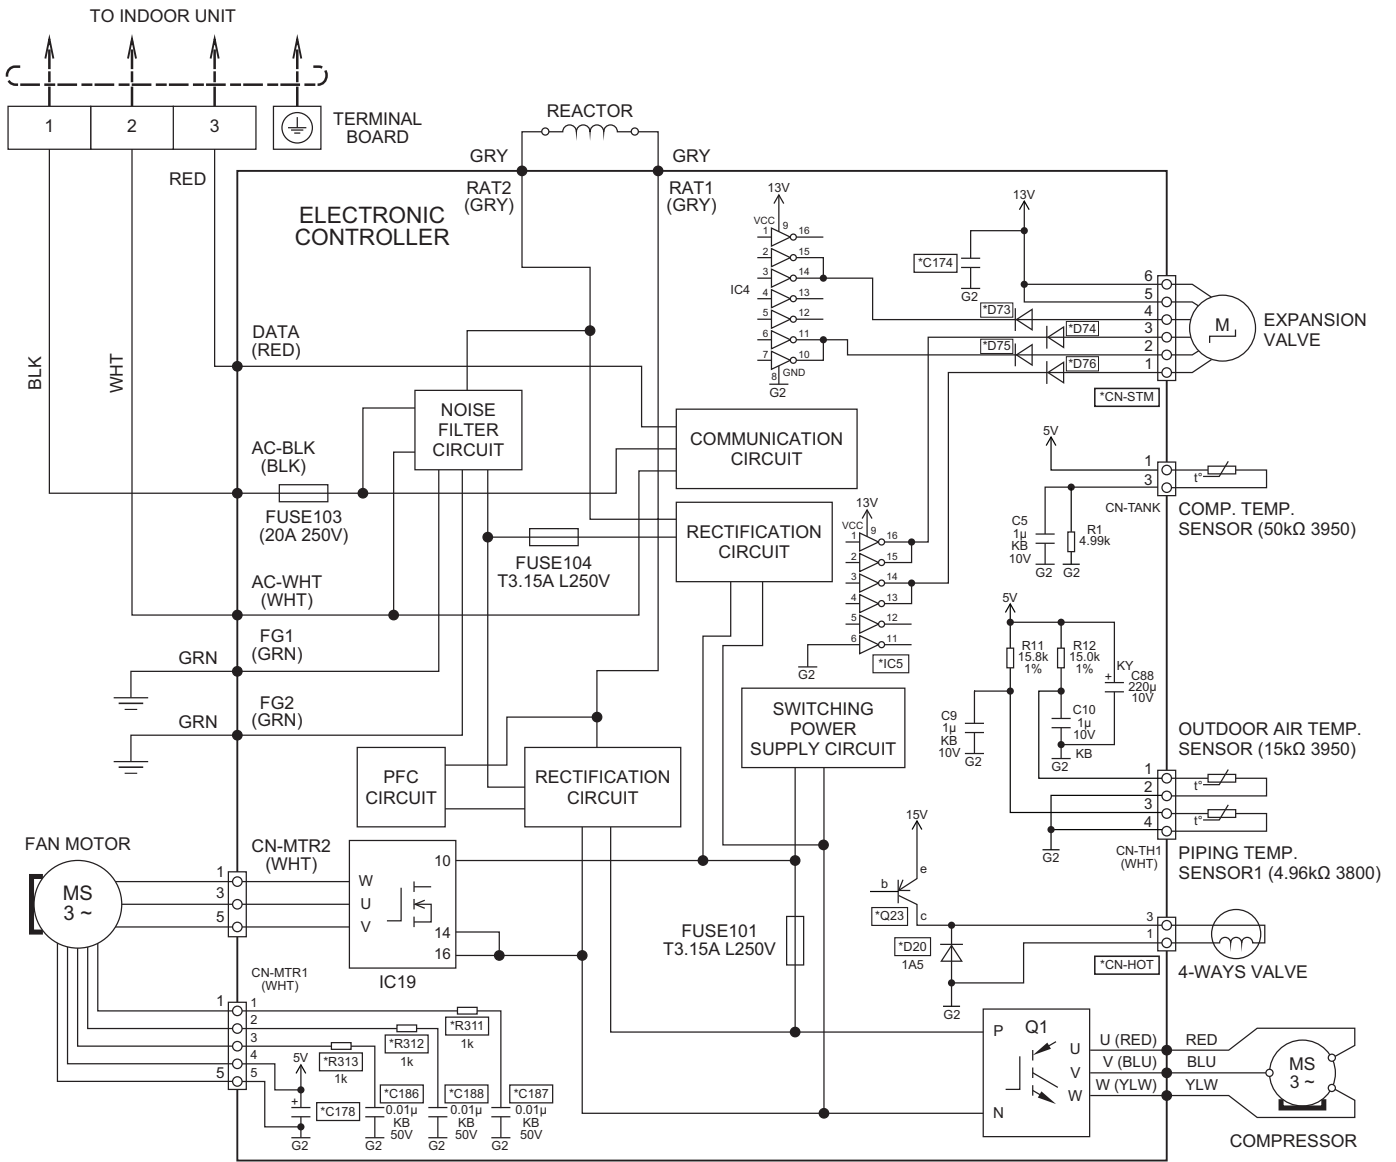 TO INDOOR UNIT
1 2 3
TERMINAL
BOARD
REACTOR
GRY GRY
RED
RAT2
(GRY)
RAT1
(GRY)
ELECTRONIC
CONTROLLER
BLK
WHT
DATA
(RED)
NOISE
FILTER
CIRCUIT
AC-BLK
(BLK)
FUSE103
(20A 250V)
COMMUNICATION
CIRCUIT
RECTIFICATION
CIRCUIT
FUSE104
T3.15A L250V
AC-WHT
(WHT)
FG1
(GRN)
GRN
FG2
(GRN)
GRN
SWITCHING
POWER
SUPPLY CIRCUIT
PFC
CIRCUIT
RECTIFICATION
CIRCUIT
13V
VCC
9
1 16
2 15
3 14
IC4
4 13
5 12
6 11
7 10
8 GND
G2
13V
*C174
G2
*D73
*D74
*D75
*D76
6
5
4
3
2
1
M
EXPANSION
VALVE
*CN-STM
5V
1
3
t°
CN-TANK
COMP. TEMP.
SENSOR (50kΩ 3950)
C5
1µ
KB
10V
G2
R1
4.99k
G2
13V
VCC
9
1 16
2 15
3 14
4 13
5 12
6 11
G2
*IC5
5V
R11
15.8k
1%
R12
15.0k
1%
KY
+
C88
220µ
10V
C9
1µ
KB
10V
G2
C10
1µ
10V
KB
G2
OUTDOOR AIR TEMP.
SENSOR (15kΩ 3950)
1
2
3
4
t°
t°
G2
CN-TH1
(WHT)
PIPING TEMP.
SENSOR1 (4.96kΩ 3800)
15V
b
e
c
*Q23
*D20
1A5
G2
3
1
*CN-HOT
4-WAYS VALVE
FAN MOTOR
MS
3 ~
CN-MTR2
(WHT)
1
3
5
W
U
V
10
14
16
IC19
FUSE101
T3.15A L250V
CN-MTR1
(WHT)
1 1
2
3
4
5 5
*R311
1k
*R312
1k
*R313
1k
5V
+
*C178
G2
*C186
0.01µ
KB
50V
G2
*C188
0.01µ
KB
50V
G2
*C187
0.01µ
KB
50V
G2
P
N
Q1
U
V
W
U (RED) RED
V (BLU) BLU
W (YLW) YLW
MS
3 ~
COMPRESSOR